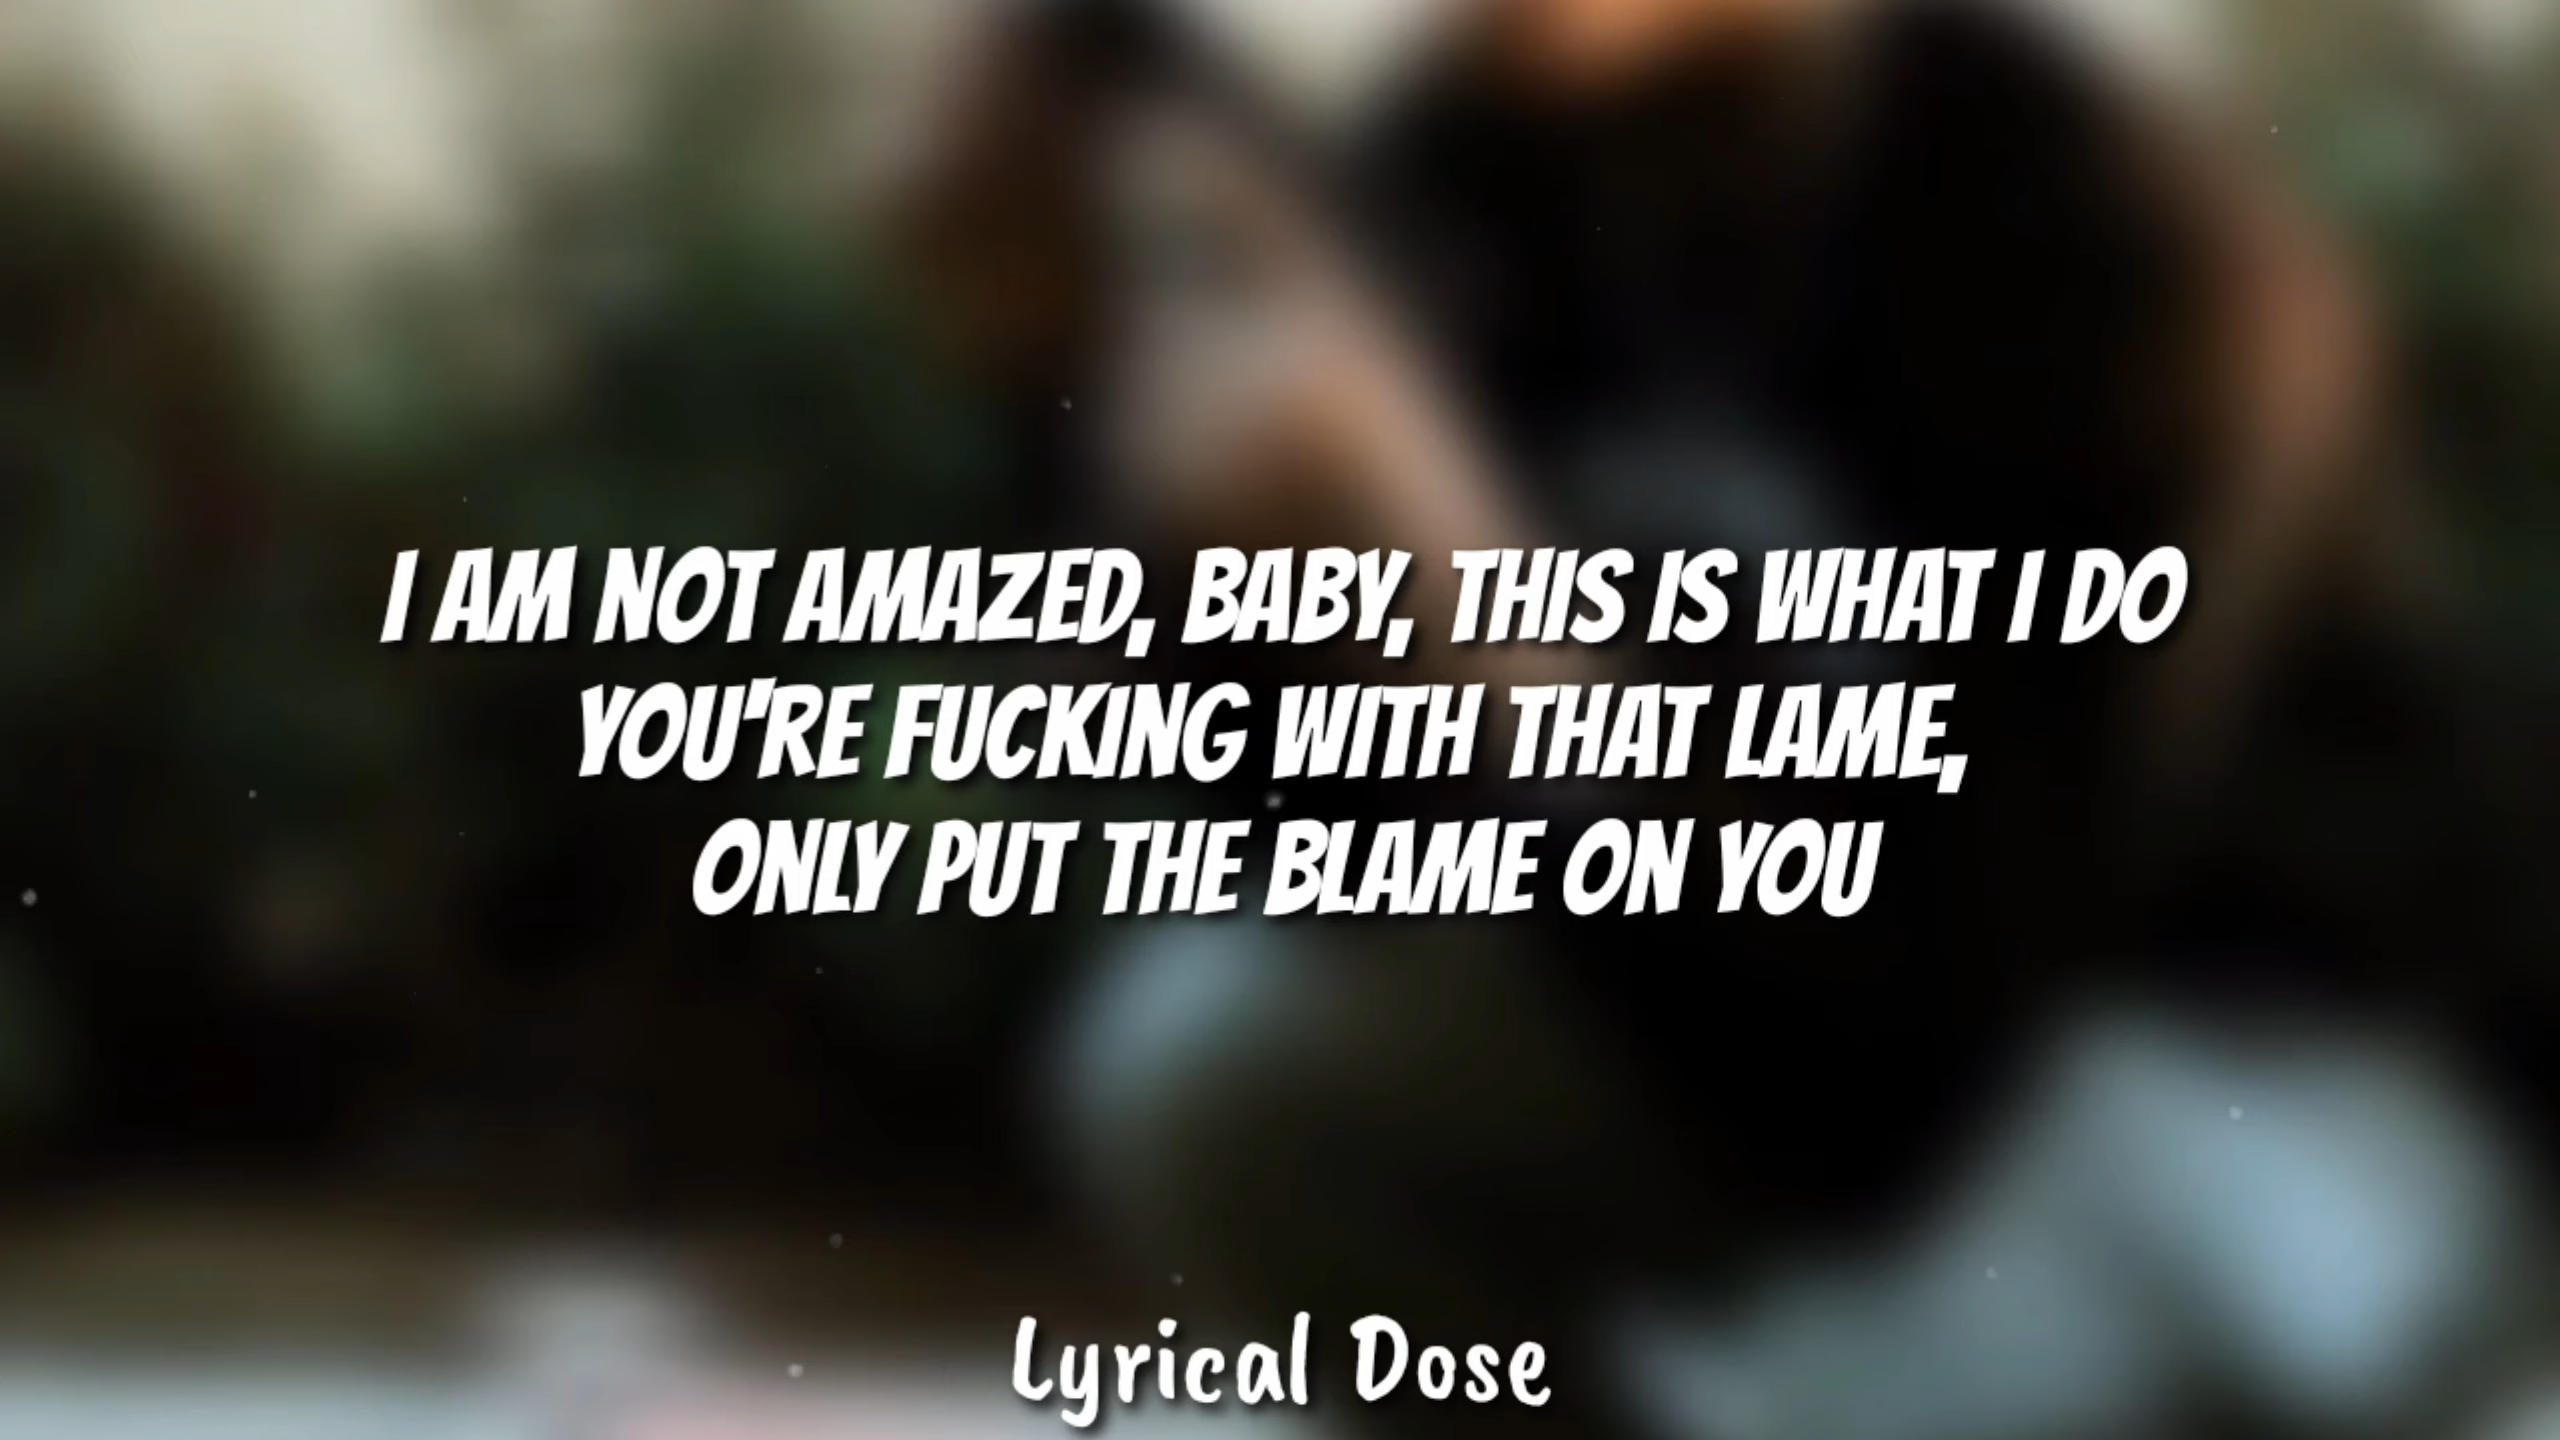 I AM NOT AMAZED, BABY, THIS IS WHAT I DO
YOU'RE FUCKING WITH THAT LAME,
ONLY PUT THE BLAME ON YOU
Lyrical Dose